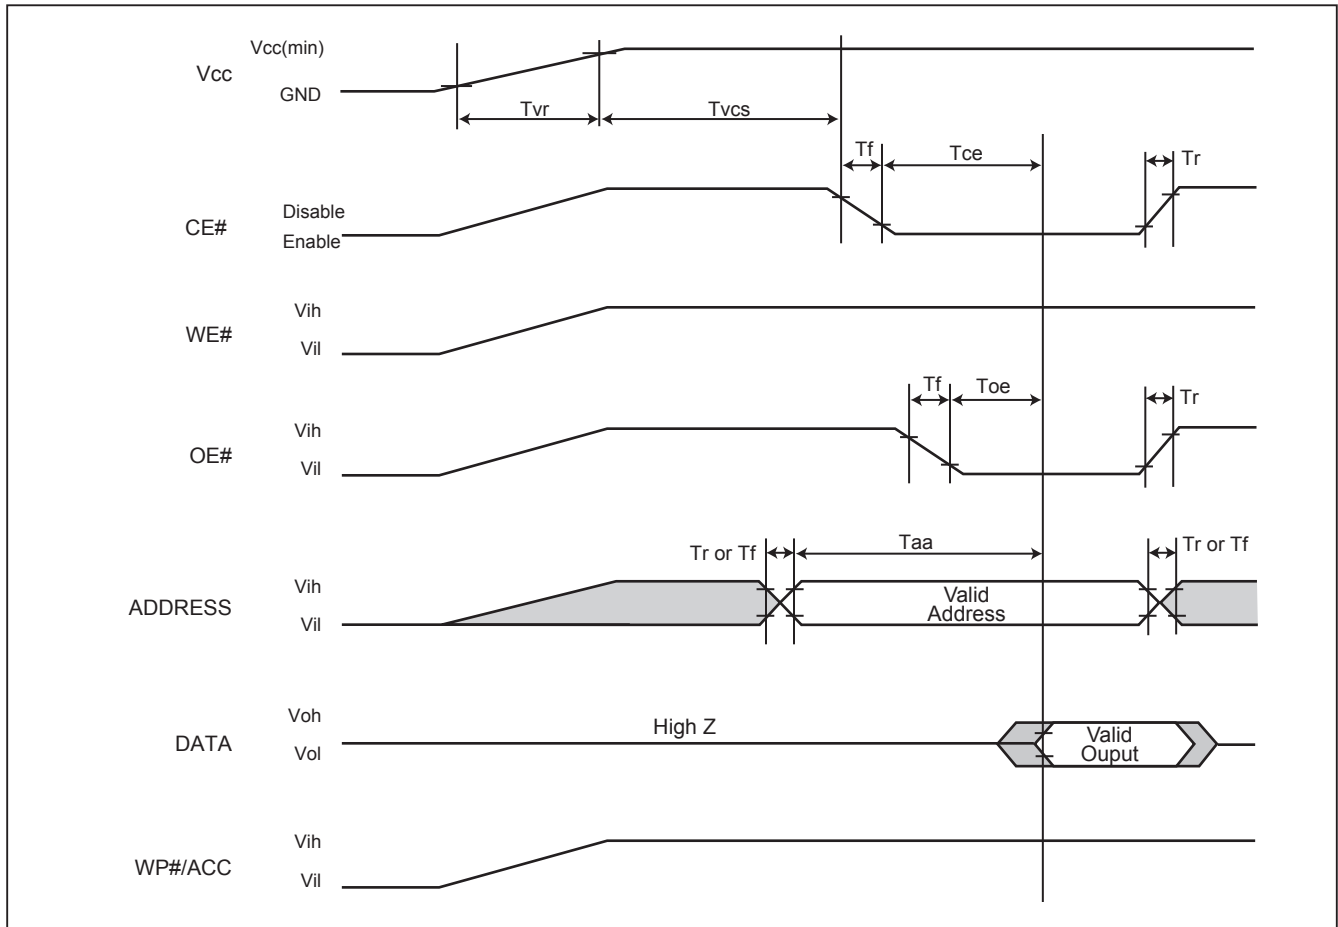 Vcc(min)
Vcc
GND
Tvr
Tvcs
Tf
Tce
Tr
Disable
CE#
Enable
Vih
WE#
Vil
Tf
Toe
Tr
Vih
OE#
Vil
Tr or Tf
Taa
Tr or Tf
Vih
ADDRESS
Vil
Valid
Address
Voh
High Z
DATA
Vol
Valid
Ouput
Vih
WP#/ACC
Vil